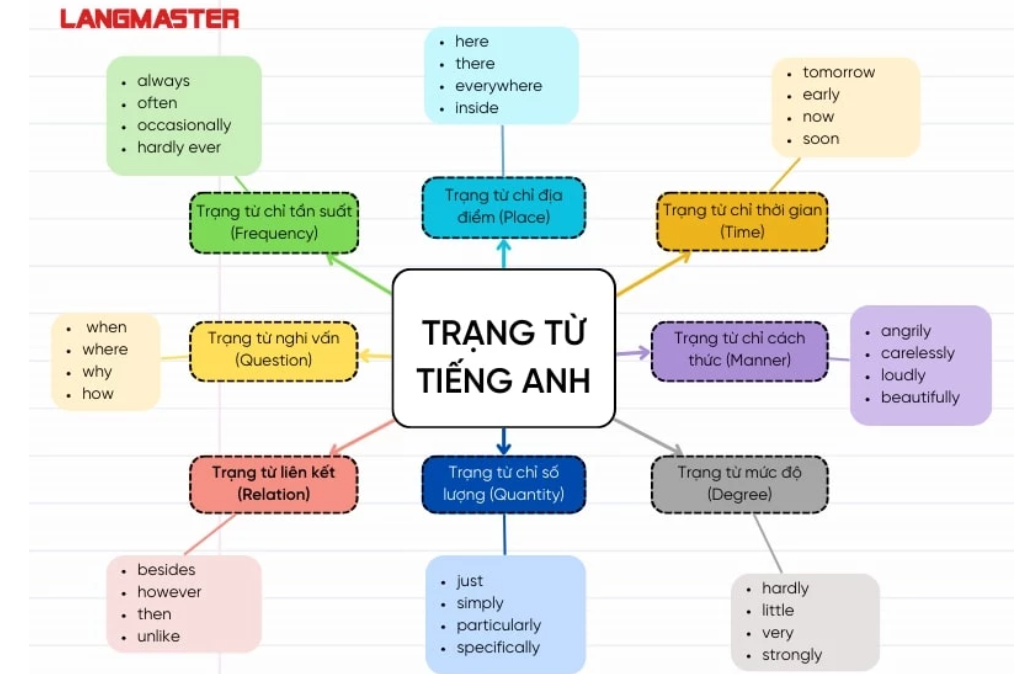 LANGMASTER
always
often
occasionally
hardly ever
Trạng từ chỉ tần suất
(Frequency)
here
there
everywhere
inside
Trạng từ chỉ địa
điểm (Place)
tomorrow
early
now
soon
Trạng từ chỉ thời gian
(Time)
TRẠNG TỪ
TIẾNG ANH
when
where
why
how
Trạng từ nghi vấn
(Question)
Trạng từ chỉ cách
thức (Manner)
angrily
carelessly
loudly
beautifully
Trạng từ liên kết
(Relation)
besides
however
then
unlike
Trạng từ chỉ số
lượng (Quantity)
just
simply
particularly
specifically
Trạng từ mức độ
(Degree)
hardly
little
very
strongly